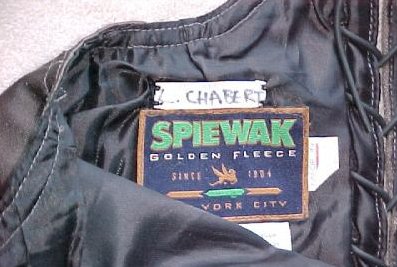 L. CHABERT
SPIEWAK
GOLDEN FLEECE
SINCE 1904
YORK CITY